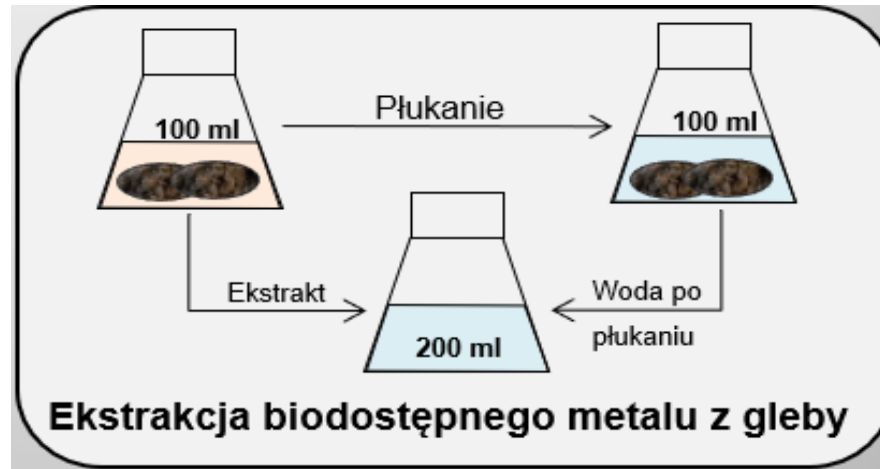 Płukanie
100 ml
100 ml
Ekstrakt
Woda po
płukaniu
200 ml
Ekstrakcja biodostępnego metalu z gleby